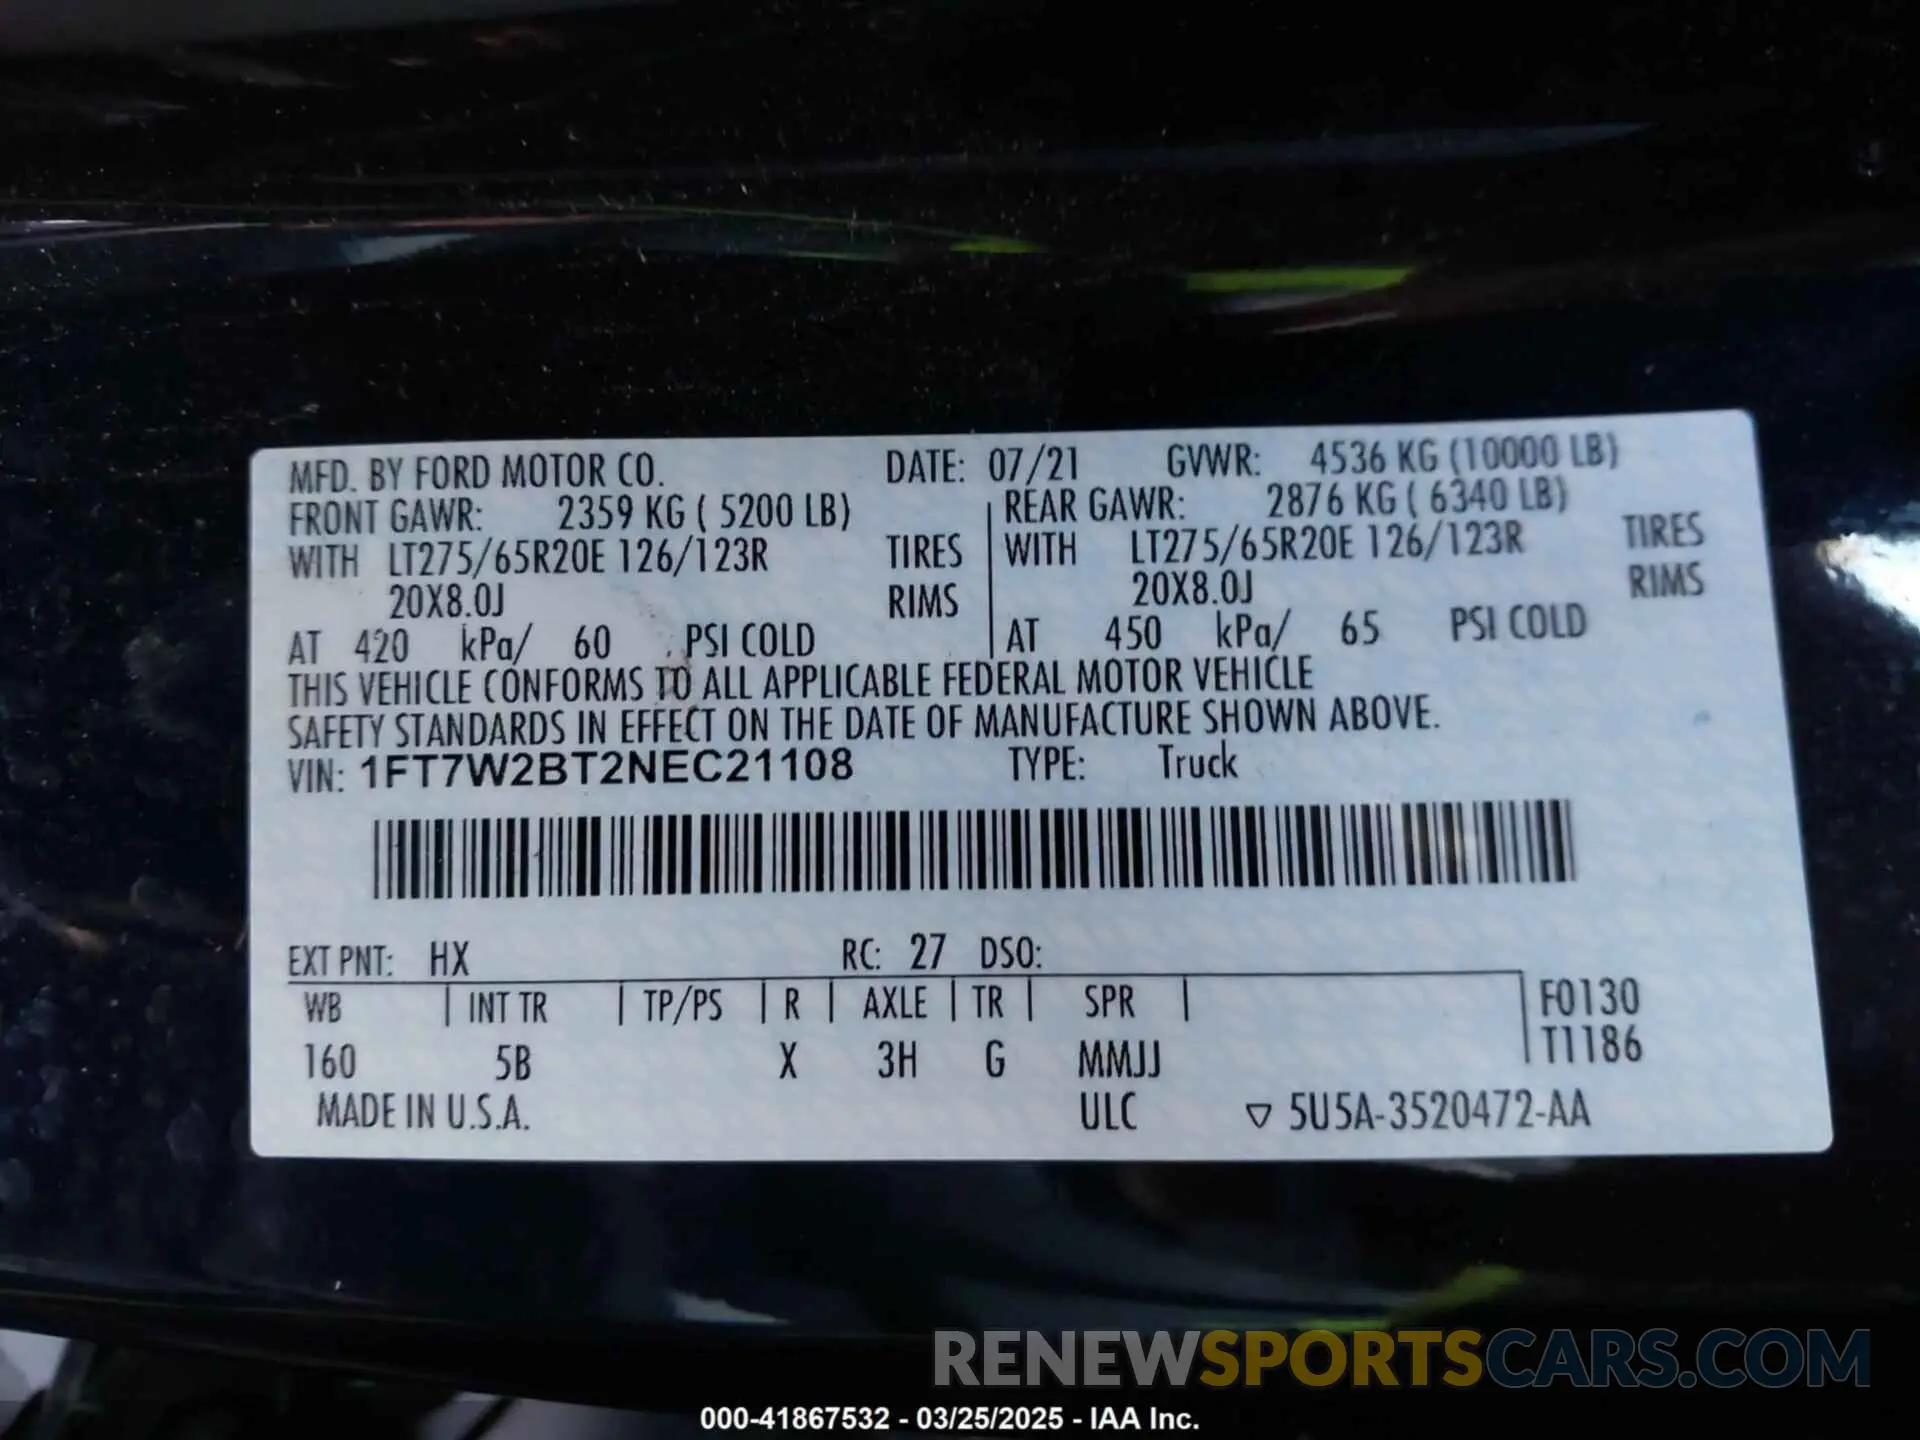 MFD. BY FORD MOTOR CO. DATE: 07/21 GVWR: 4536 KG (10000 LB)
FRONT GAWR: 2359 KG ( 5200 LB) REAR GAWR: 2876 KG ( 6340 LB)
WITH LT275/65R20E 126/123R TIRES WITH LT275/65R20E 126/123R TIRES
20X8.0J RIMS 20X8.0J RIMS
AT 420 kPa/ 60 PSI COLD AT 450 kPa/ 65 PSI COLD
THIS VEHICLE CONFORMS TO ALL APPLICABLE FEDERAL MOTOR VEHICLE
SAFETY STANDARDS IN EFFECT ON THE DATE OF MANUFACTURE SHOWN ABOVE.
VIN: 1FT7W2BT2NEC21108 TYPE: Truck
EXT PNT: HX RC: 27 DSO:
WB | INT TR | TP/PS | R | AXLE | TR | SPR | F0130
T1186
160 5B X 3H G MMJJ
MADE IN U.S.A. ULC ▽ 5U5A-3520472-AA
RENEWSPORTSCARS.COM
000-41867532 - 03/25/2025 - IAA Inc.